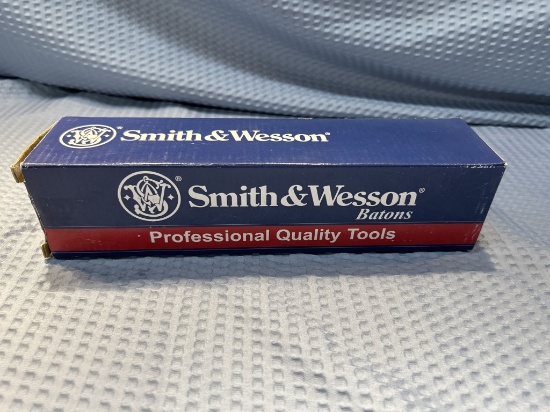 Smith & Wesson®
Smith & Wesson®
Batons
Professional Quality Tools